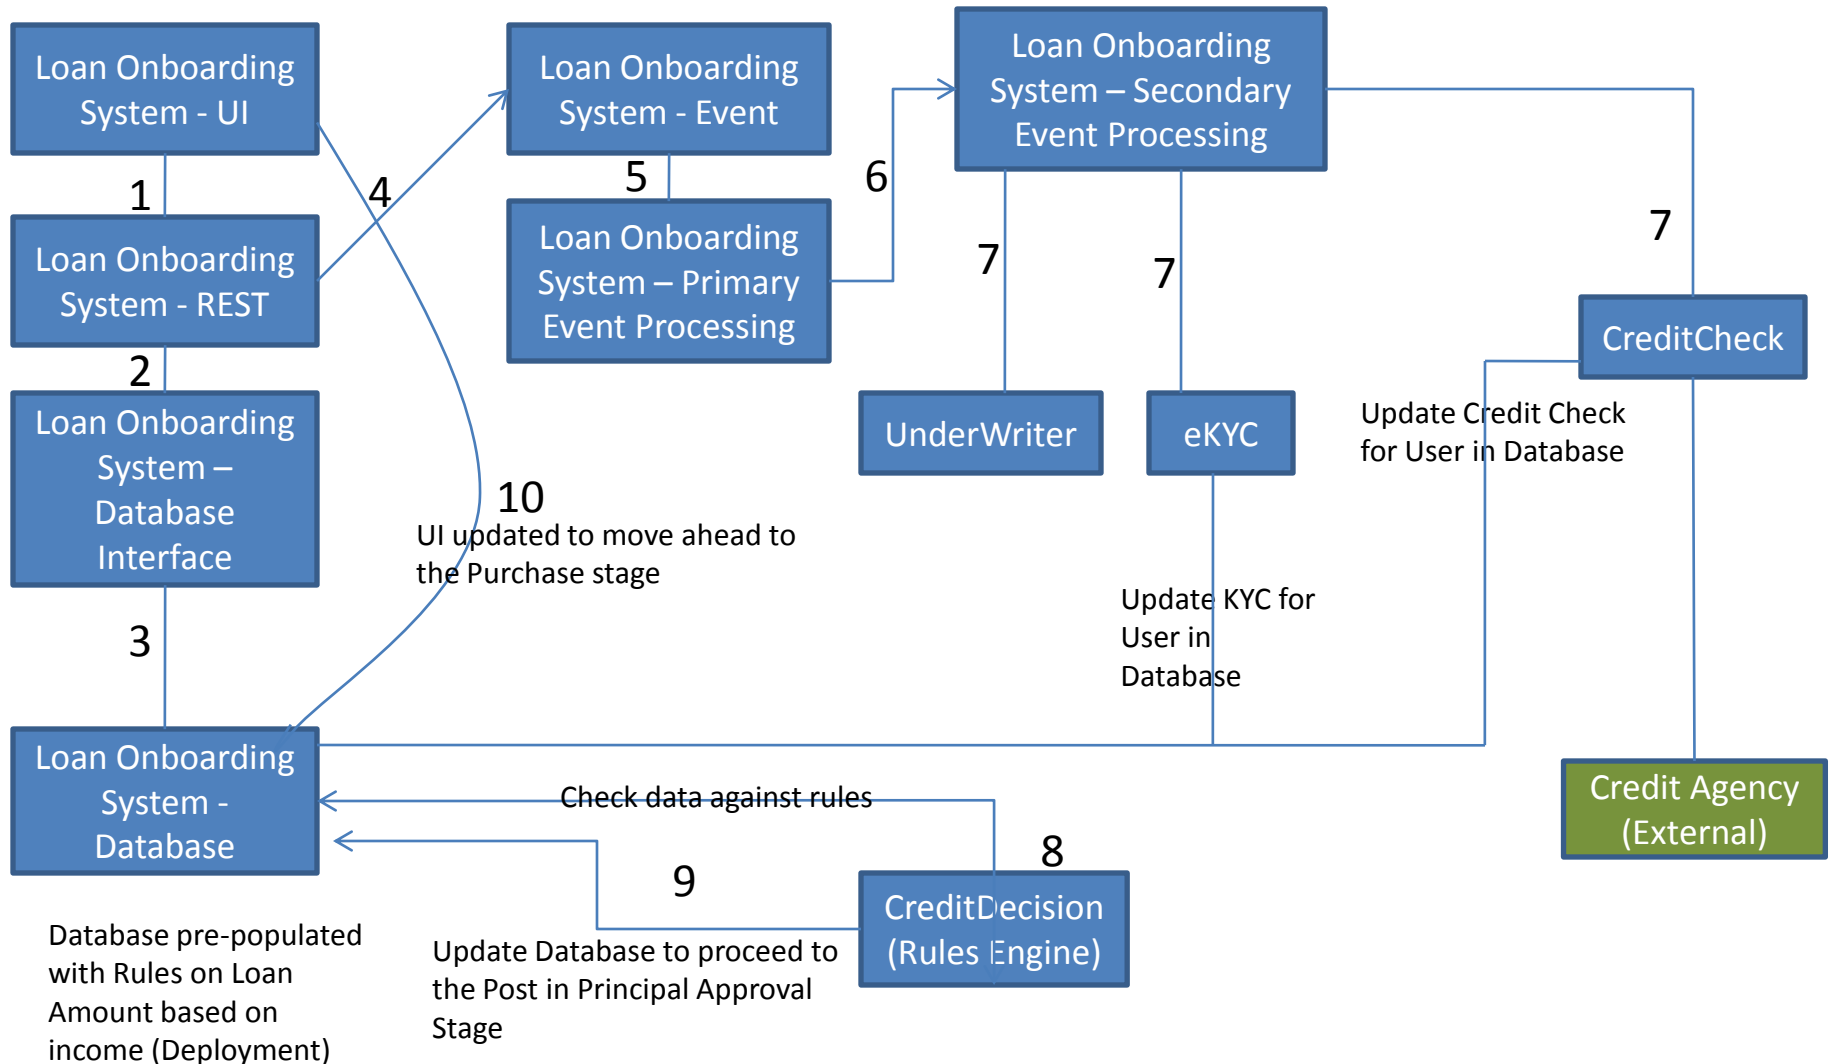 Loan Onboarding
System - UI
Loan Onboarding
System - Event
Loan Onboarding
System – Secondary
Event Processing
1
4
5
6
Loan Onboarding
System - REST
Loan Onboarding
System – Primary
Event Processing
7
7
7
2
CreditCheck
Loan Onboarding
System –
Database
Interface
UnderWriter
eKYC
Update Credit Check
for User in Database
10
UI updated to move ahead to
the Purchase stage
3
Update KYC for
User in
Database
Loan Onboarding
System -
Database
Check data against rules
Credit Agency
(External)
8
9
CreditDecision
(Rules Engine)
Database pre-populated
with Rules on Loan
Amount based on
income (Deployment)
Update Database to proceed to
the Post in Principal Approval
Stage